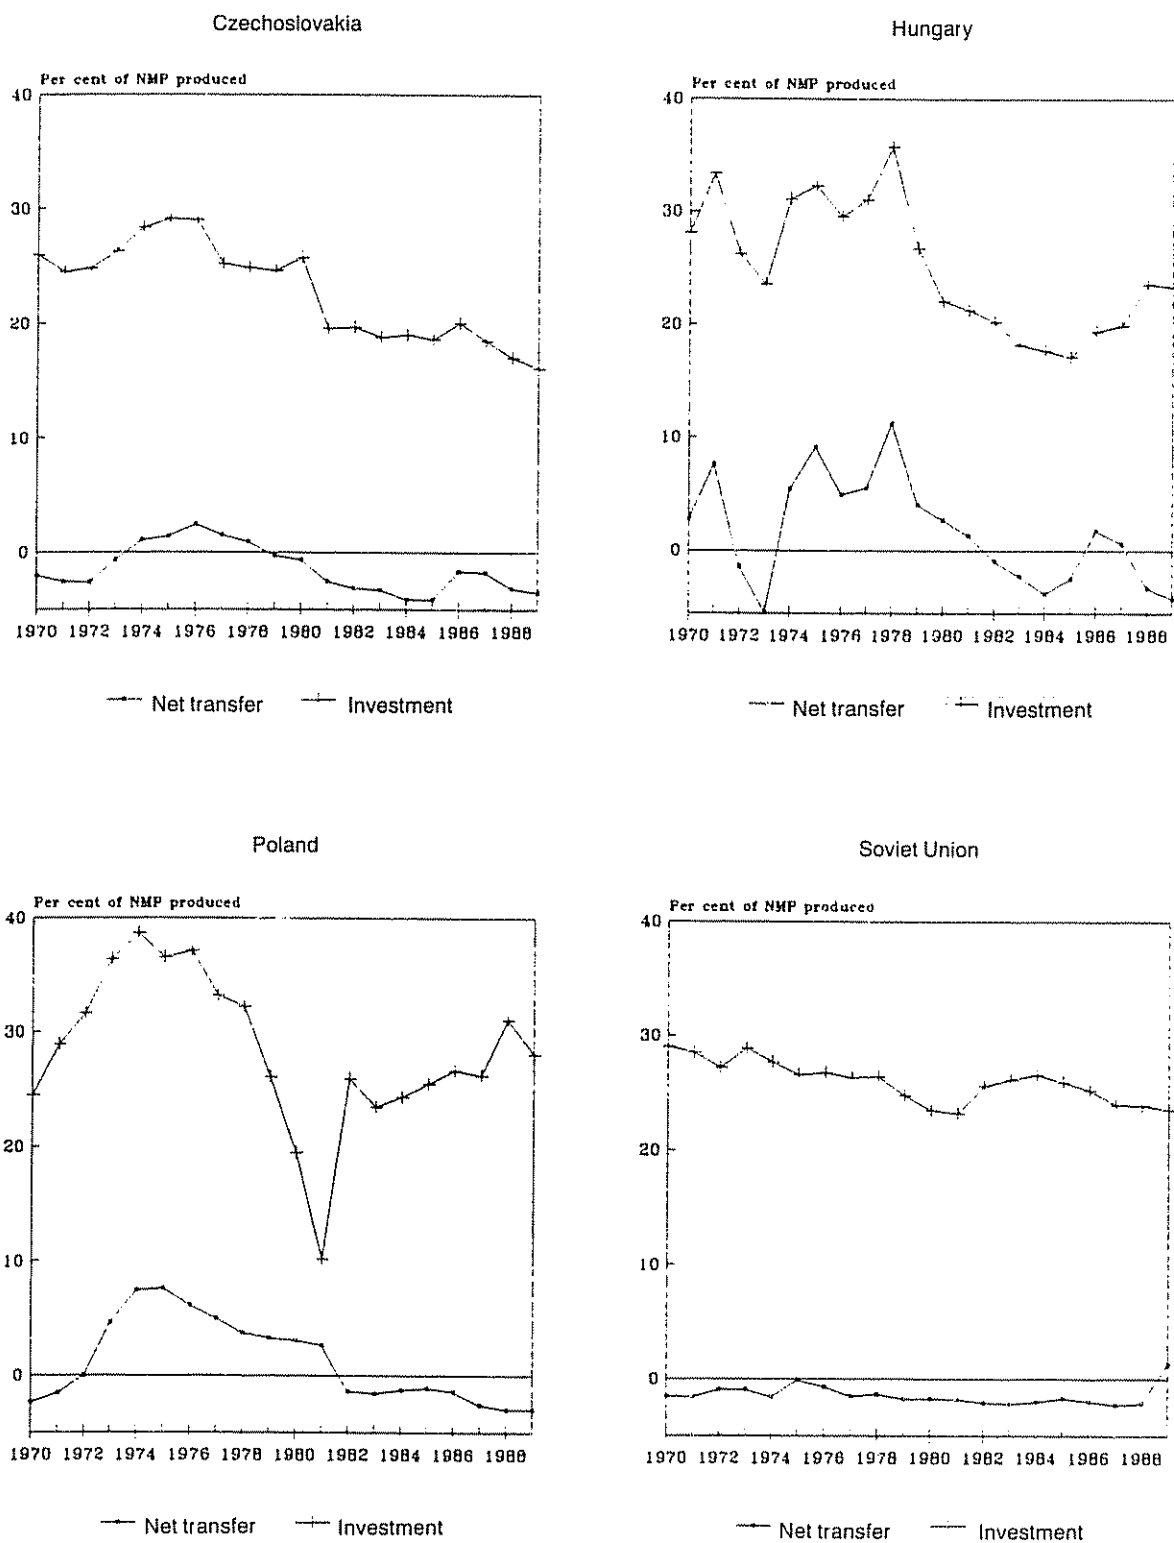 Czechoslovakia
Per cent of NMP produced
40
30
20
10
0
1970 1972 1974 1976 1978 1980 1982 1984 1986 1988
Net transfer Investment
Hungary
Per cent of NMP produced
40
30
20
10
0
1970 1972 1974 1976 1978 1980 1982 1984 1986 1988
Net transfer Investment
Poland
Per cent of NMP produced
40
30
20
10
0
1970 1972 1974 1976 1978 1980 1982 1984 1986 1988
Net transfer Investment
Soviet Union
Per cent of NMP produced
40
30
20
10
0
1970 1972 1974 1976 1978 1980 1982 1984 1986 1988
Net transfer Investment